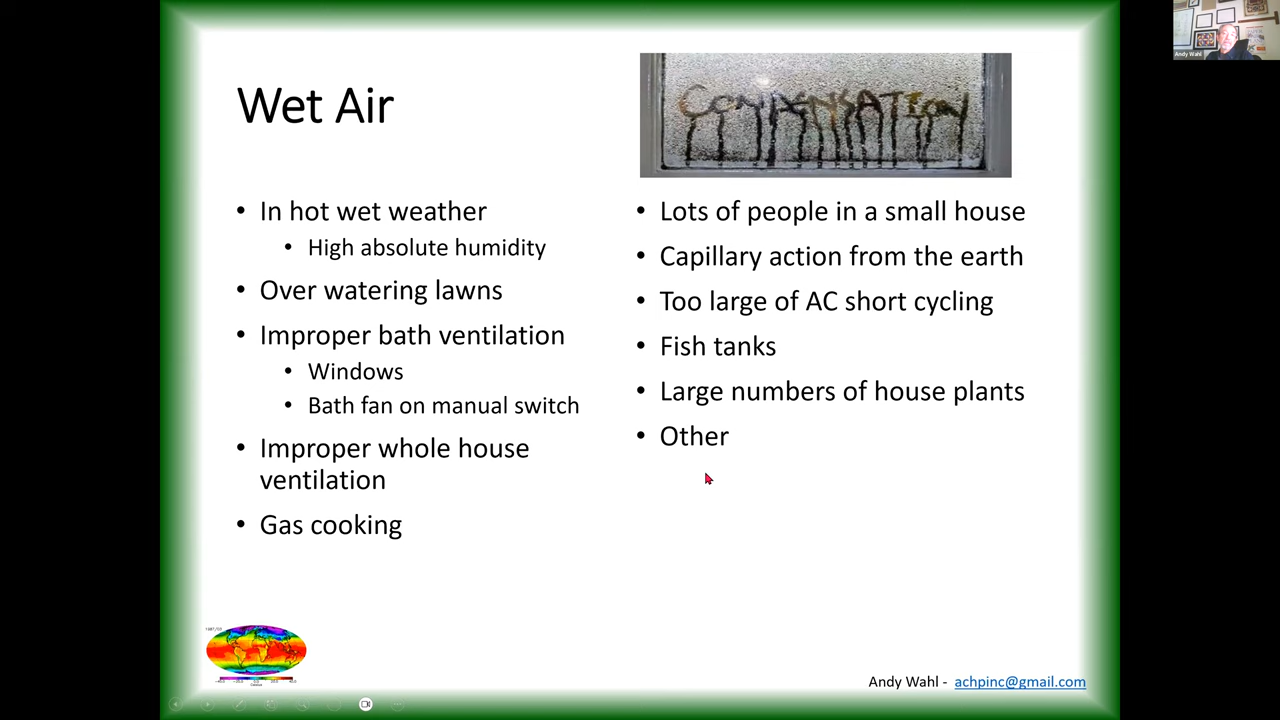 Andy Wahl
Wet Air
CONDENSATION
• In hot wet weather
• High absolute humidity
• Over watering lawns
• Improper bath ventilation
• Windows
• Bath fan on manual switch
• Improper whole house
ventilation
• Gas cooking
• Lots of people in a small house
• Capillary action from the earth
• Too large of AC short cycling
• Fish tanks
• Large numbers of house plants
• Other
Andy Wahl - achpinc@gmail.com